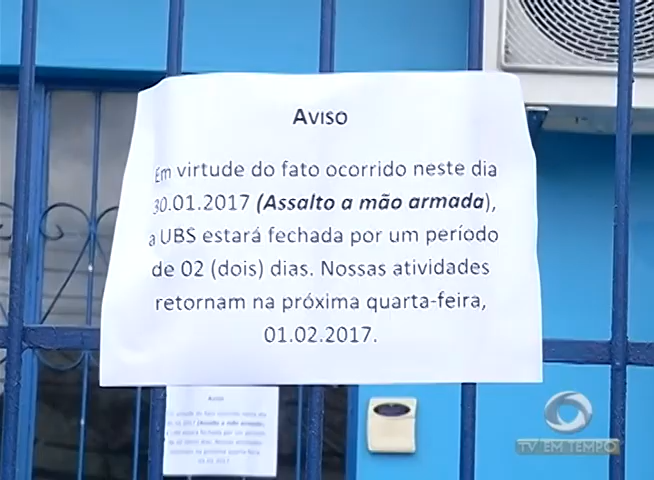 AVISO
Em virtude do fato ocorrido neste dia
30.01.2017 (Assalto a mão armada),
a UBS estará fechada por um período
de 02 (dois) dias. Nossas atividades
retornam na próxima quarta-feira,
01.02.2017.
TV EM TEMPO